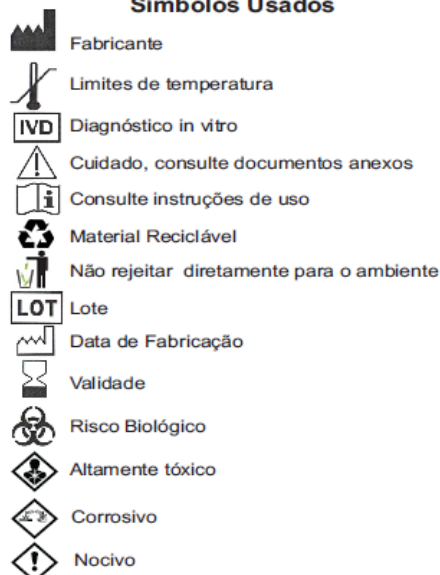 Símbolos Usados
Fabricante
Limites de temperatura
IVD Diagnóstico in vitro
Cuidado, consulte documentos anexos
i Consulte instruções de uso
Material Reciclável
Não rejeitar diretamente para o ambiente
LOT Lote
Data de Fabricação
Validade
Risco Biológico
Altamente tóxico
Corrosivo
Nocivo